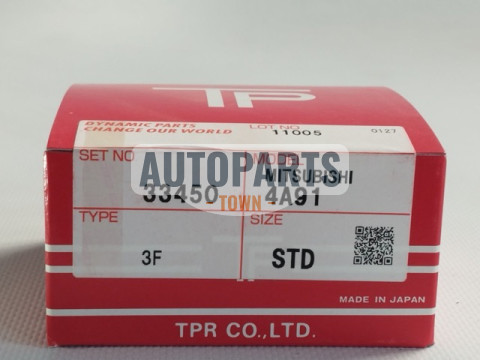 TP
DYNAMIC PARTS
CHANGE OUR WORLD
LOT NO
11005
0127
SET NO
33450
MODEL
MITSUBISHI
4A91
AUTOPARTS
TOWN
TYPE
3F
SIZE
STD
MADE IN JAPAN
TPR CO.,LTD.